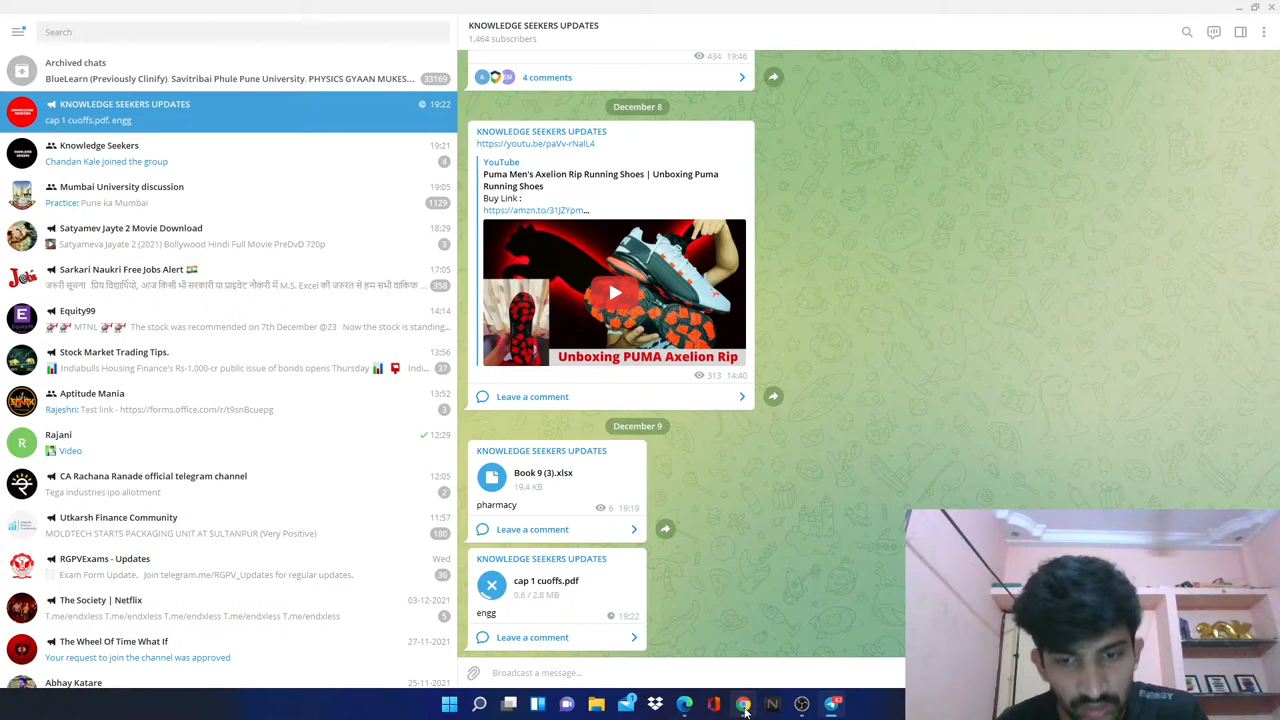 Search
Archived chats
BlueLearn (Previously Clinify), Savitribai Phule Pune University, PHYSICS GYAAN MUKES... 33169
KNOWLEDGE SEEKERS UPDATES 19:22
cap 1 cuoffs.pdf, engg
Knowledge Seekers 19:21
Chandan Kale joined the group 4
Mumbai University discussion 19:05
Practice: Pune ka Mumbai 1129
Satyamev Jayte 2 Movie Download 18:29
Satyameva Jayate 2 (2021) Bollywood Hindi Full Movie PreDvD 720p 3
Sarkari Naukri Free Jobs Alert 🇮🇳 17:05
जरुरी सूचना प्रिय विद्यार्थियो, आज किसी भी सरकारी या प्राइवेट नौकरी में M.S. Excel की जरुरत से हम सभी वाकिफ ... 358
Equity99 14:14
🚀🚀 MTNL 🚀🚀 The stock was recommended on 7th December @23 Now the stock is standing...
Stock Market Trading Tips. 13:56
📊 Indiabulls Housing Finance's Rs-1,000-cr public issue of bonds opens Thursday 📊 Indi... 37
Aptitude Mania 13:52
Rajeshri: Test link - https://forms.office.com/r/t9snBcuepg 3
Rajani 12:29
Video
CA Rachana Ranade official telegram channel 12:05
Tega industries ipo allotment 2
Utkarsh Finance Community 11:57
MOLDTECH STARTS PACKAGING UNIT AT SULTANPUR (Very Positive) 180
RGPVExams - Updates Wed
Exam Form Update. Join telegram.me/RGPV_Updates for regular updates. 36
The Society | Netflix 03-12-2021
T.me/endxless T.me/endxless T.me/endxless T.me/endxless T.me/endxless 5
The Wheel Of Time What If 27-11-2021
Your request to join the channel was approved
Abhay Katare 25-11-2021
KNOWLEDGE SEEKERS UPDATES
1,464 subscribers
434 19:46
A SM 4 comments
December 8
KNOWLEDGE SEEKERS UPDATES
https://youtu.be/paVv-rNalL4
YouTube
Puma Men's Axelion Rip Running Shoes | Unboxing Puma
Running Shoes
Buy Link :
https://amzn.to/31JZYpm...
Unboxing PUMA Axelion Rip
313 14:40
Leave a comment
December 9
KNOWLEDGE SEEKERS UPDATES
Book 9 (3).xlsx
19.4 KB
pharmacy
6 19:19
Leave a comment
KNOWLEDGE SEEKERS UPDATES
cap 1 cuoffs.pdf
0.6 / 2.8 MB
engg
19:22
Leave a comment
Broadcast a message...
ENERGY